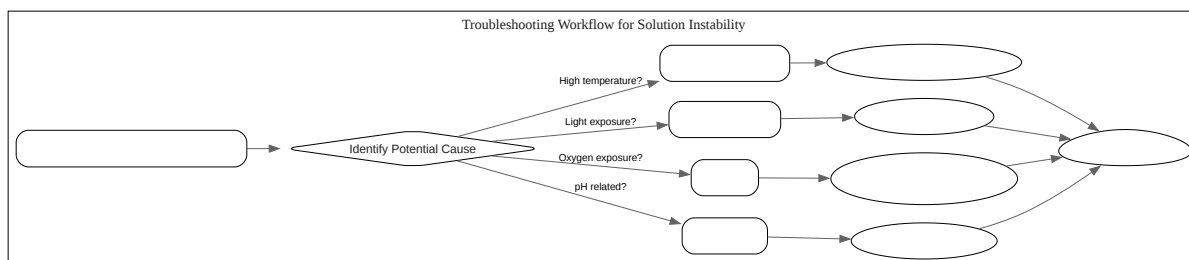 Troubleshooting Workflow for Solution Instability
High temperature?
Light exposure?
Identify Potential Cause
Oxygen exposure?
pH related?